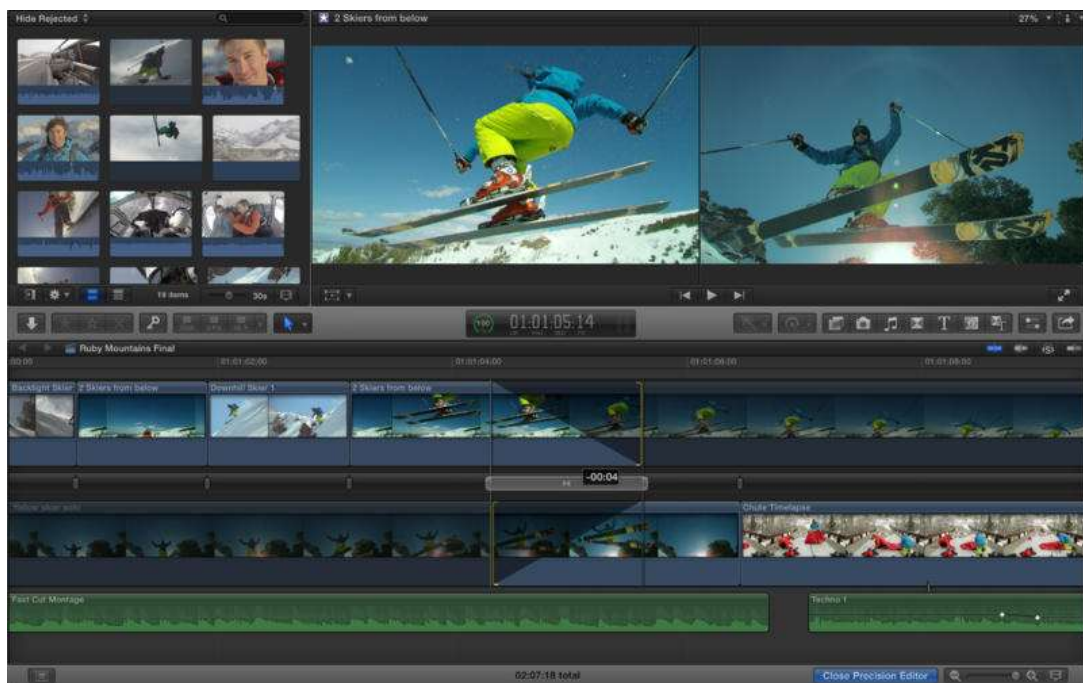 Hide Rejected
2 Skiers from below
27%
19 items
30s
100
01:01:05:14
Ruby Mountains Final
01:01:02:00
01:01:04:00
01:01:06:00
01:01:08:00
Backlight Skier
2 Skiers from below
Downhill Skier 1
2 Skiers from below
-00:04
Yellow skier solo
Chute Timelapse
Fast Cut Montage
Techno 1
02:07:18 total
Close Precision Editor